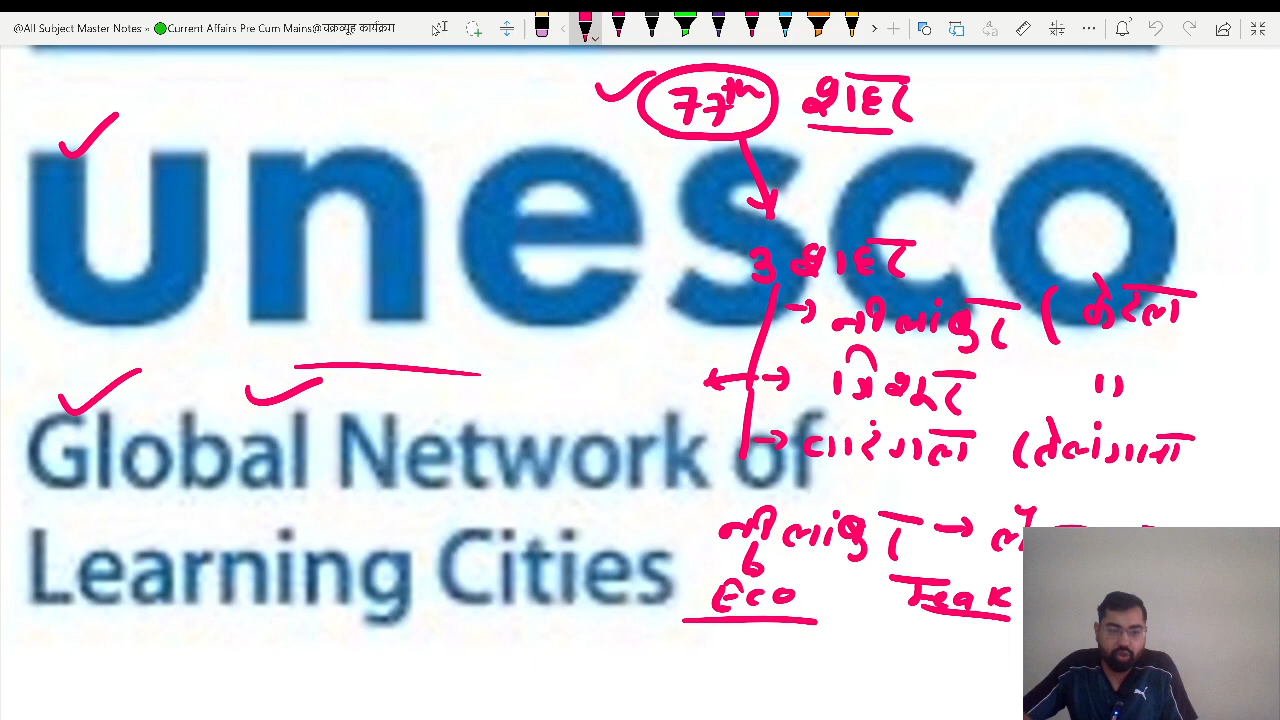 @All Subject Master Notes » Current Affairs Pre Cum Mains@चक्रव्यूह कार्यक्रम
77th शहर
unesco
3 शहर
→ नीलांबुर ( केरल
→ त्रिशूर "
→ वारंगल (तेलंगाना
Global Network of
Learning Cities
नीलांबुर →
Eco Teak